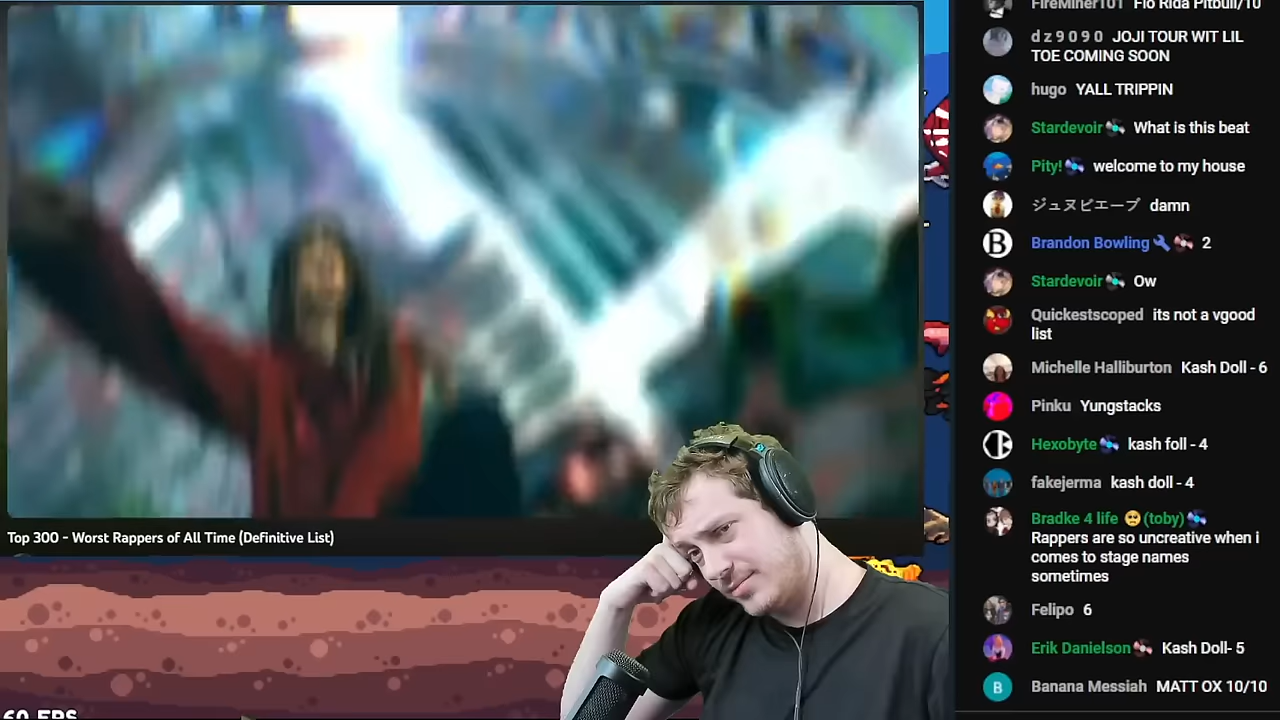 FireMiner101 Flo Rida Pitbull/10
d z 9 0 9 0 JOJI TOUR WIT LIL
TOE COMING SOON
hugo YALL TRIPPIN
Stardevoir What is this beat
Pity! welcome to my house
ジュヌビエーブ damn
Brandon Bowling 2
Stardevoir Ow
Quickestscoped its not a vgood
list
Michelle Halliburton Kash Doll - 6
Pinku Yungstacks
Hexobyte kash foll - 4
fakejerma kash doll - 4
Bradke 4 life 🥺 (toby)
Rappers are so uncreative when i
comes to stage names
sometimes
Felipo 6
Erik Danielson Kash Doll- 5
B Banana Messiah MATT OX 10/10
Top 300 - Worst Rappers of All Time (Definitive List)
60 FPS